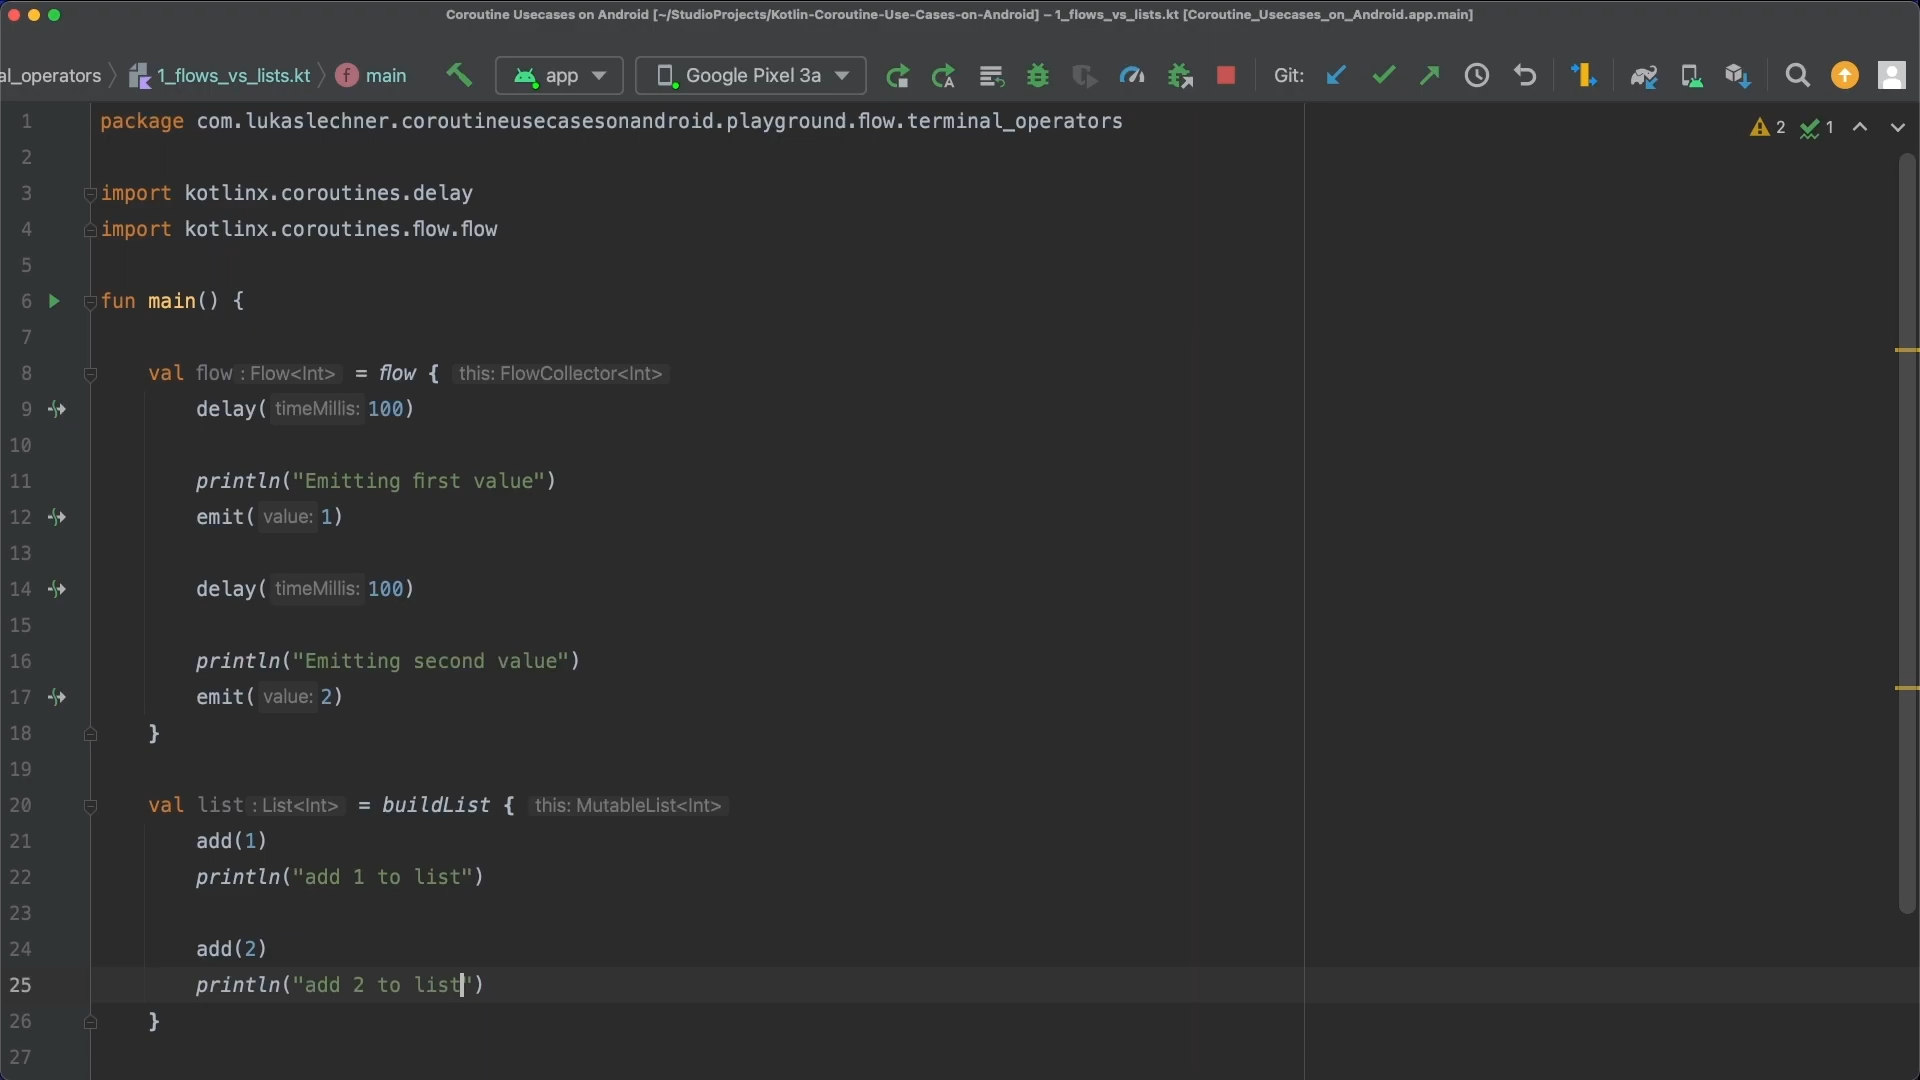 Coroutine Usecases on Android [~/StudioProjects/Kotlin-Coroutine-Use-Cases-on-Android] – 1_flows_vs_lists.kt [Coroutine_Usecases_on_Android.app.main]
al_operators 1_flows_vs_lists.kt f main app Google Pixel 3a Git:
2 1
1 package com.lukaslechner.coroutineusecasesonandroid.playground.flow.terminal_operators
2
3 import kotlinx.coroutines.delay
4 import kotlinx.coroutines.flow.flow
5
6 fun main() {
7
8 val flow : Flow<Int> = flow { this: FlowCollector<Int>
9 delay( timeMillis: 100)
10
11 println("Emitting first value")
12 emit( value: 1)
13
14 delay( timeMillis: 100)
15
16 println("Emitting second value")
17 emit( value: 2)
18 }
19
20 val list : List<Int> = buildList { this: MutableList<Int>
21 add(1)
22 println("add 1 to list")
23
24 add(2)
25 println("add 2 to list")
26 }
27